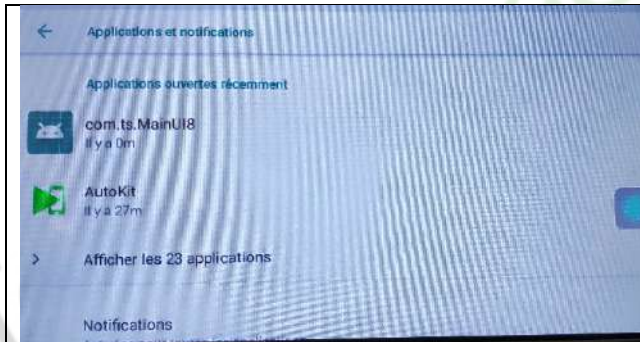 Applications et notifications
Applications ouvertes récemment
com.ts.MainUI8
Il y a 0m
AutoKit
Il y a 27m
Afficher les 23 applications
Notifications